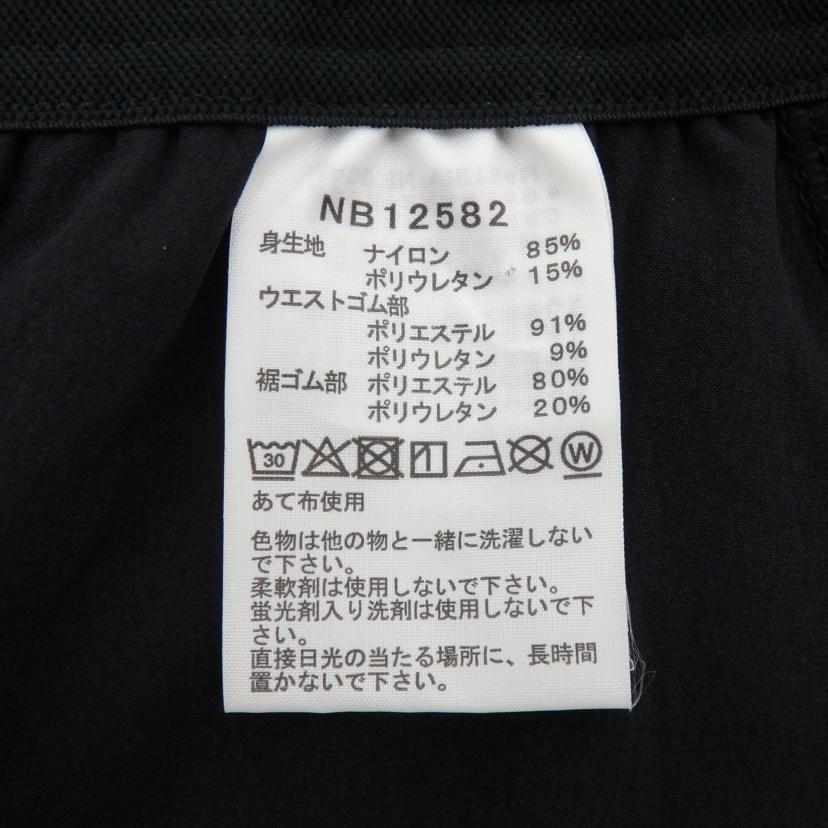 NB12582
身生地 ナイロン 85%
ポリウレタン 15%
ウエストゴム部
ポリエステル 91%
ポリウレタン 9%
裾ゴム部 ポリエステル 80%
ポリウレタン 20%
30 W
あて布使用
色物は他の物と一緒に洗濯しない
で下さい。
柔軟剤は使用しないで下さい。
蛍光剤入り洗剤は使用しないで下
さい。
直接日光の当たる場所に、長時間
置かないで下さい。